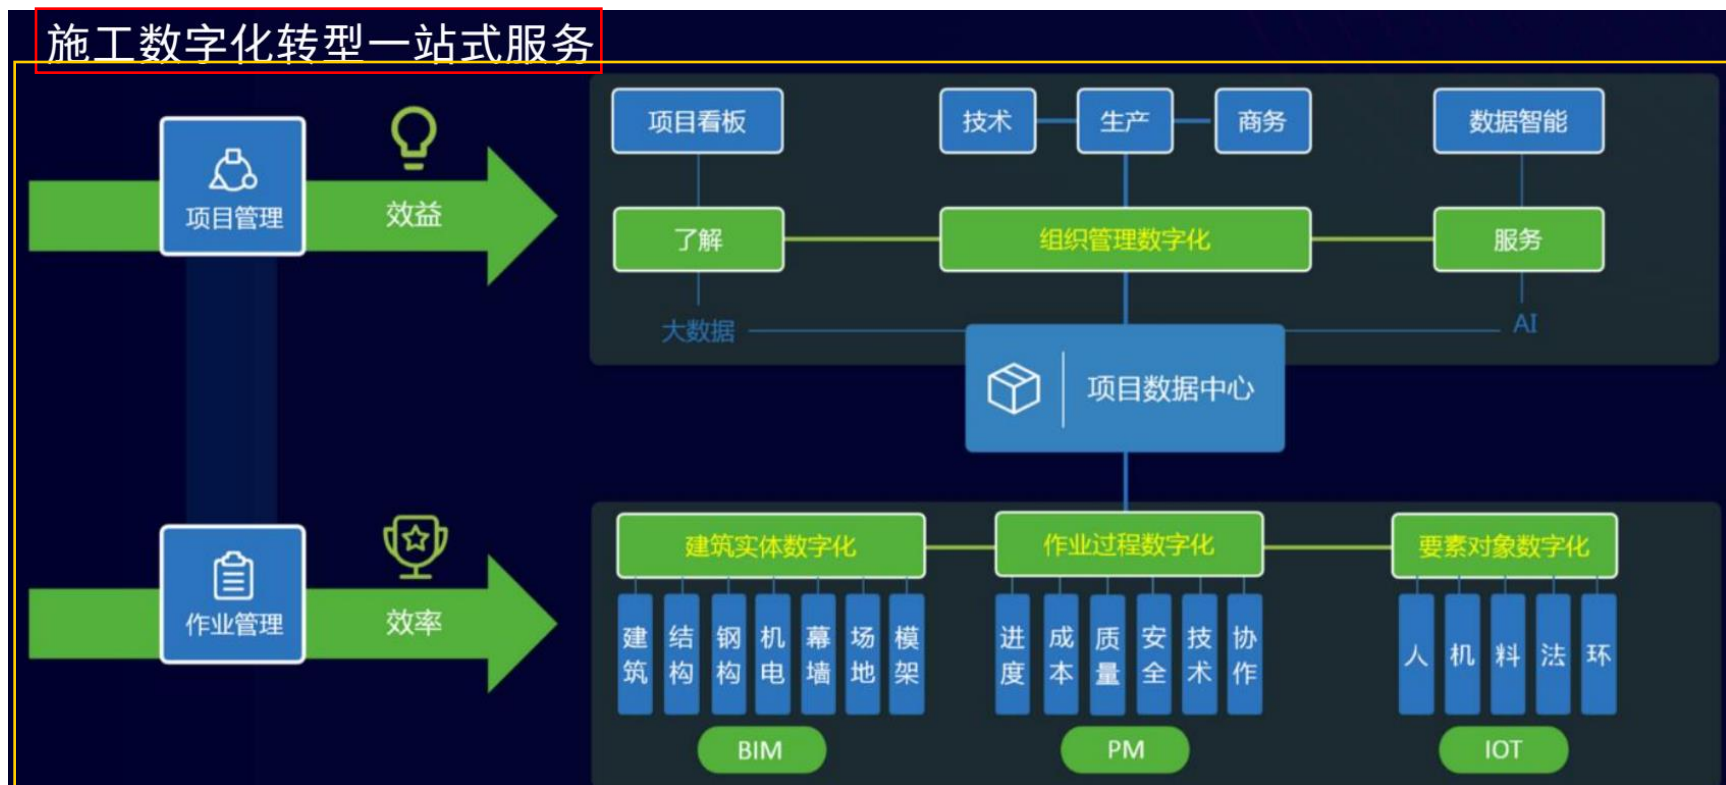 施工数字化转型一站式服务
项目管理
效益
项目看板
技术
生产
商务
数据智能
了解
组织管理数字化
服务
大数据
AI
项目数据中心
作业管理
效率
建筑实体数字化
作业过程数字化
要素对象数字化
建筑
结构
钢构
机电
幕墙
场地
模架
进度
成本
质量
安全
技术
协作
人
机
料
法
环
BIM
PM
IOT